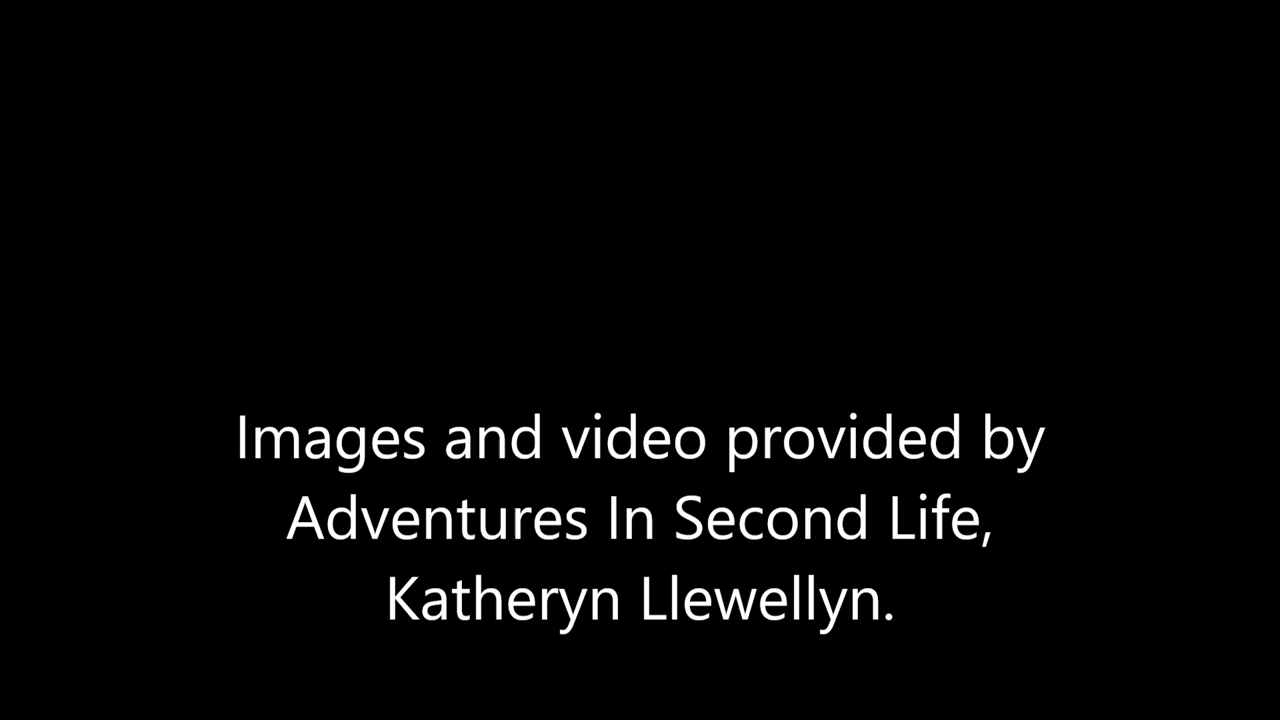 Images and video provided by
Adventures In Second Life,
Katheryn Llewellyn.